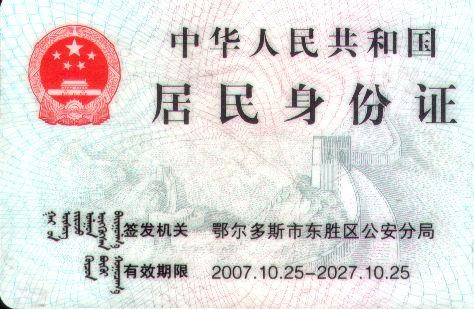 中华人民共和国
居民身份证
签发机关 鄂尔多斯市东胜区公安分局
有效期限 2007.10.25-2027.10.25